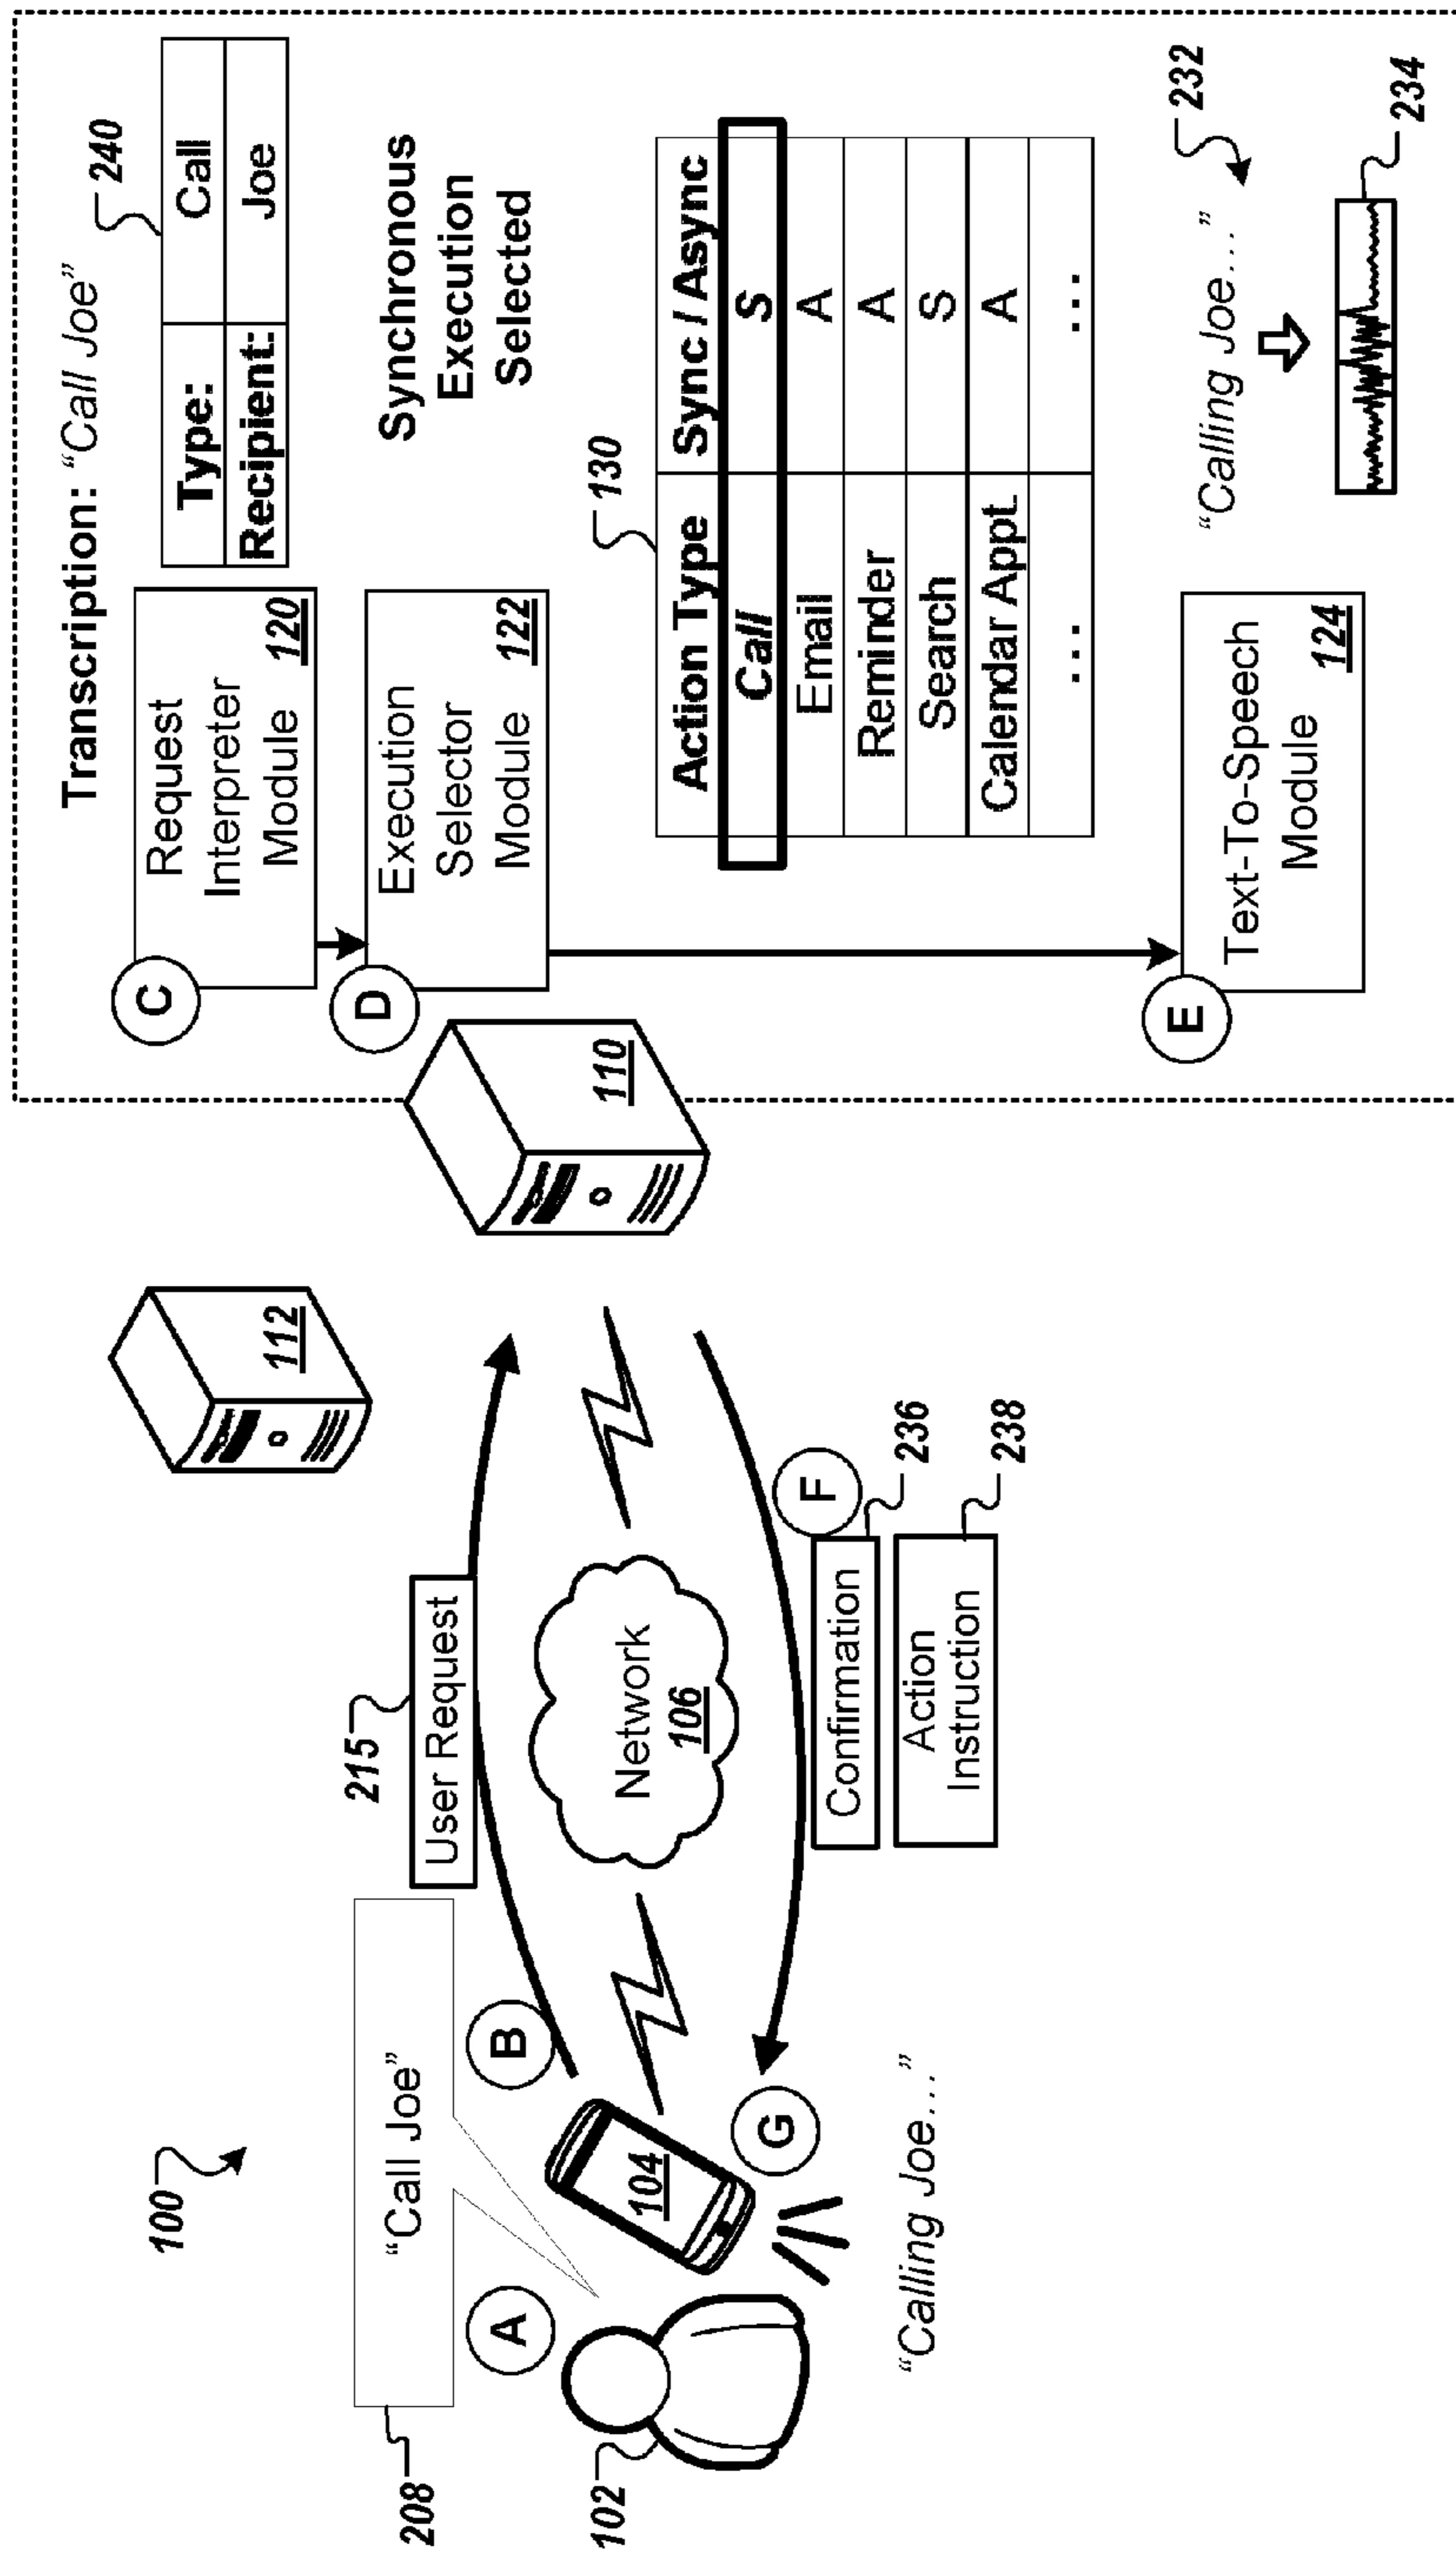 100
208
“Call Joe”
A
102
B
104
G
“Calling Joe…”
215
User Request
Network
106
F
Confirmation
236
Action
Instruction
238
112
110
Transcription: “Call Joe”
C
Request
Interpreter
Module
120
240
Type: Call
Recipient: Joe
D
Execution
Selector
Module
122
Synchronous
Execution
Selected
130
Action Type Sync / Async
Call S
Email A
Reminder A
Search S
Calendar Appt. A
… …
E
Text-To-Speech
Module
124
“Calling Joe…”
232
234